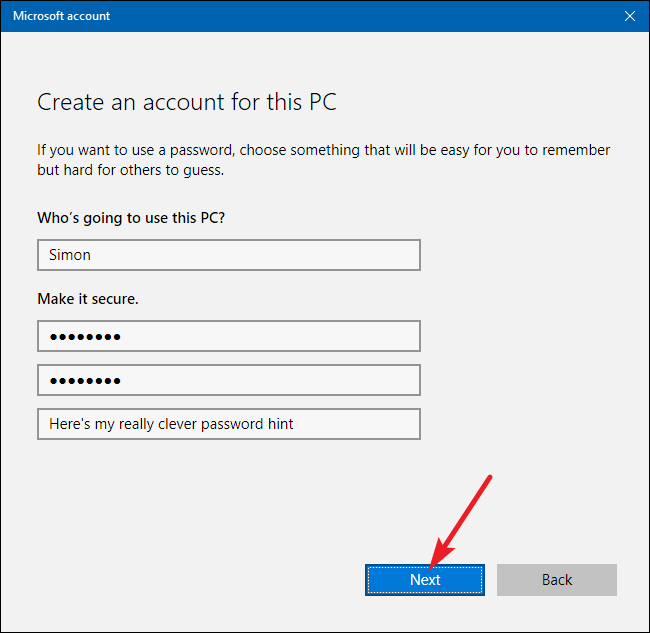 Microsoft account
Create an account for this PC
If you want to use a password, choose something that will be easy for you to remember
but hard for others to guess.
Who's going to use this PC?
Simon
Make it secure.
●●●●●●●●
●●●●●●●●
Here's my really clever password hint
Next
Back